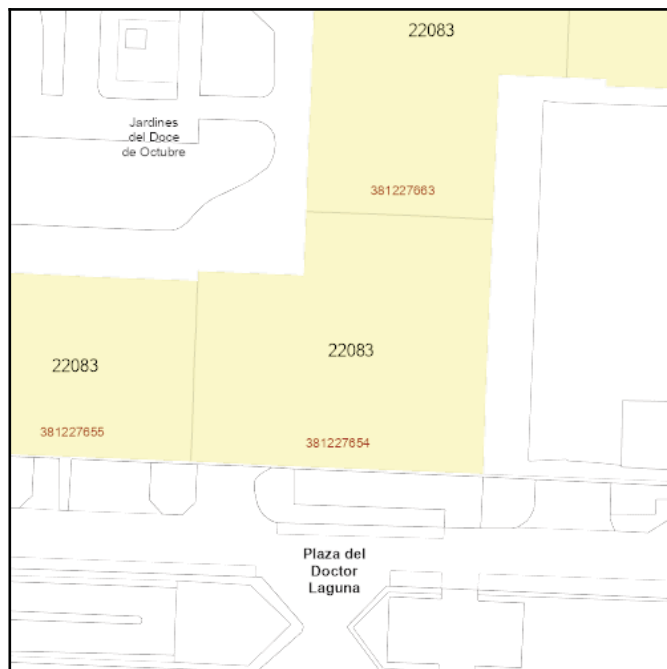 22083
Jardines
del Doce
de Octubre
381227663
22083
22083
381227655
381227654
Plaza del
Doctor
Laguna